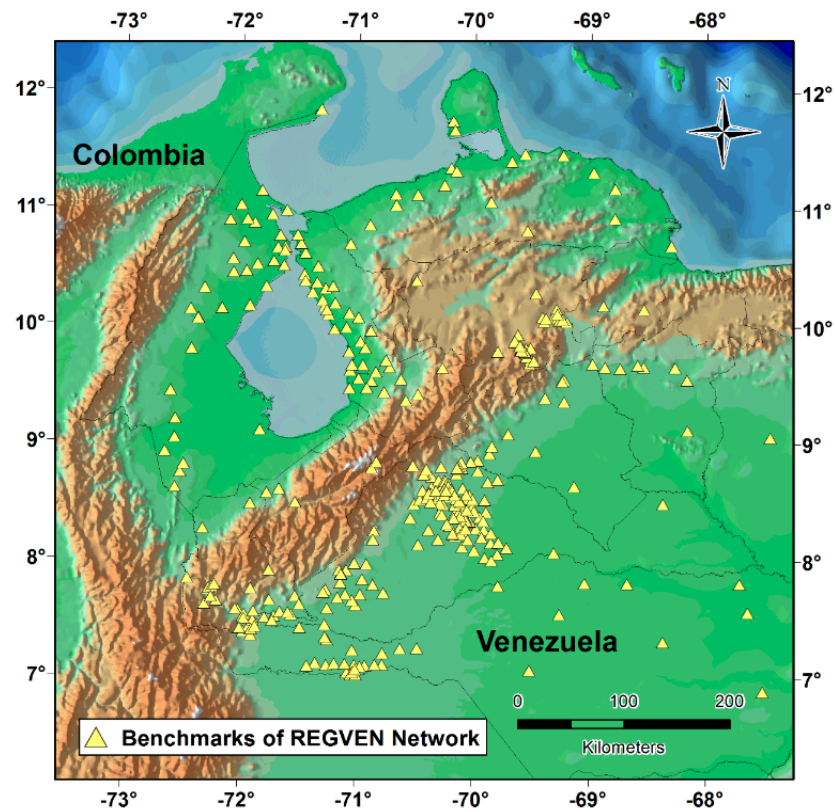 -73° -72° -71° -70° -69° -68°
N
12° 12°
Colombia
11° 11°
10° 10°
9° 9°
8° 8°
Venezuela
7° 7°
0 100 200
Benchmarks of REGVEN Network
Kilometers
-73° -72° -71° -70° -69° -68°